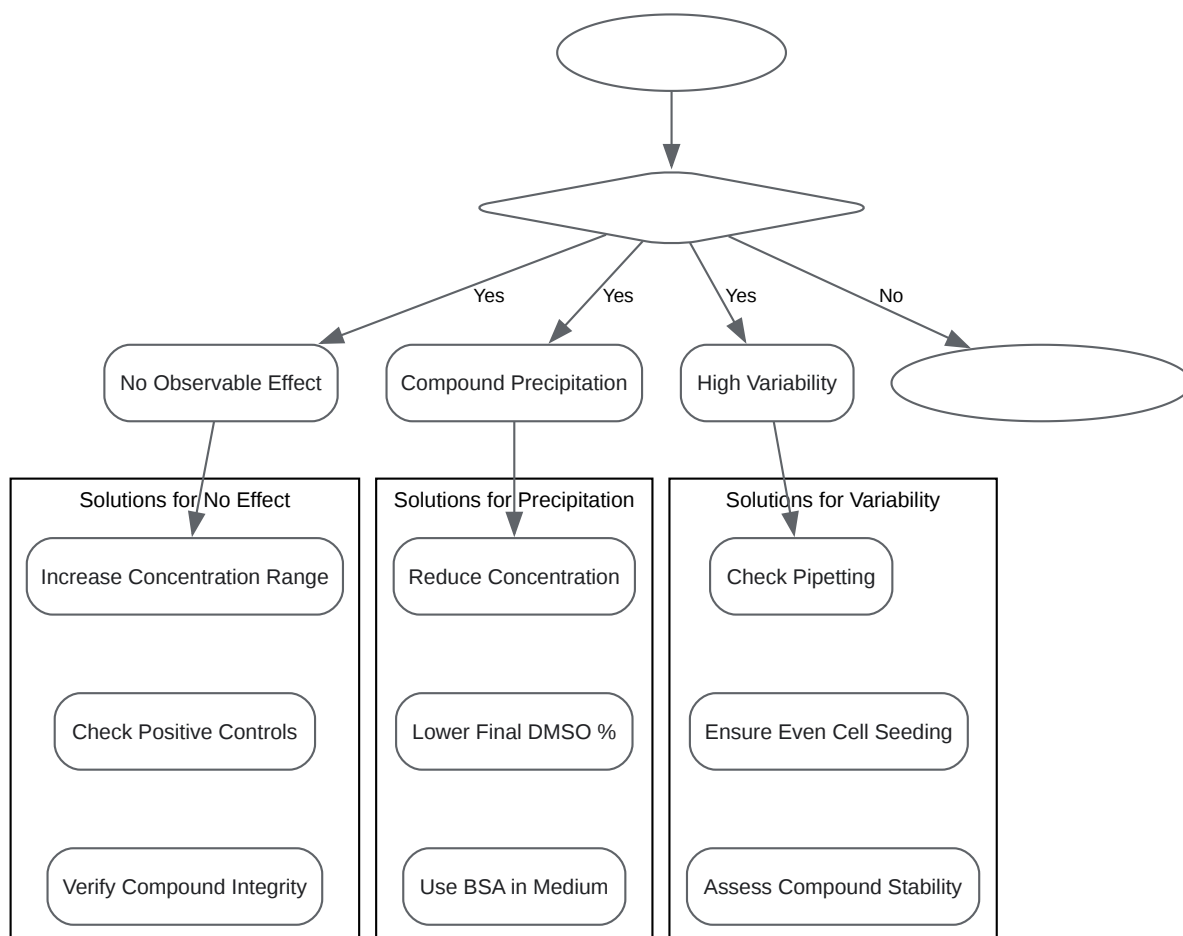 Yes
Yes
Yes
No
No Observable Effect
Compound Precipitation
High Variability
Solutions for No Effect
Solutions for Precipitation
Solutions for Variability
Increase Concentration Range
Reduce Concentration
Check Pipetting
Check Positive Controls
Lower Final DMSO %
Ensure Even Cell Seeding
Verify Compound Integrity
Use BSA in Medium
Assess Compound Stability